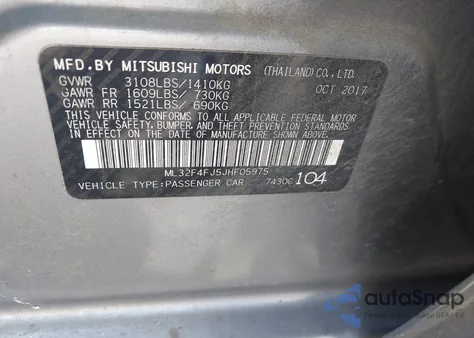 MFD.BY MITSUBISHI MOTORS (THAILAND)CO.,LTD.
GVWR 3108LBS/1410KG OCT 2017
GAWR FR 1609LBS/ 730KG
GAWR RR 1521LBS/ 690KG
THIS VEHICLE CONFORMS TO ALL APPLICABLE
FEDERAL MOTOR VEHICLE
SAFETY, BUMPER, AND THEFT PREVENTION STANDARDS
IN EFFECT ON THE DATE OF MANUFACTURE
ML32F4FJ5JHF05975
VEHICLE TYPE:PASSENGER CAR 7430G 104
autoSnap